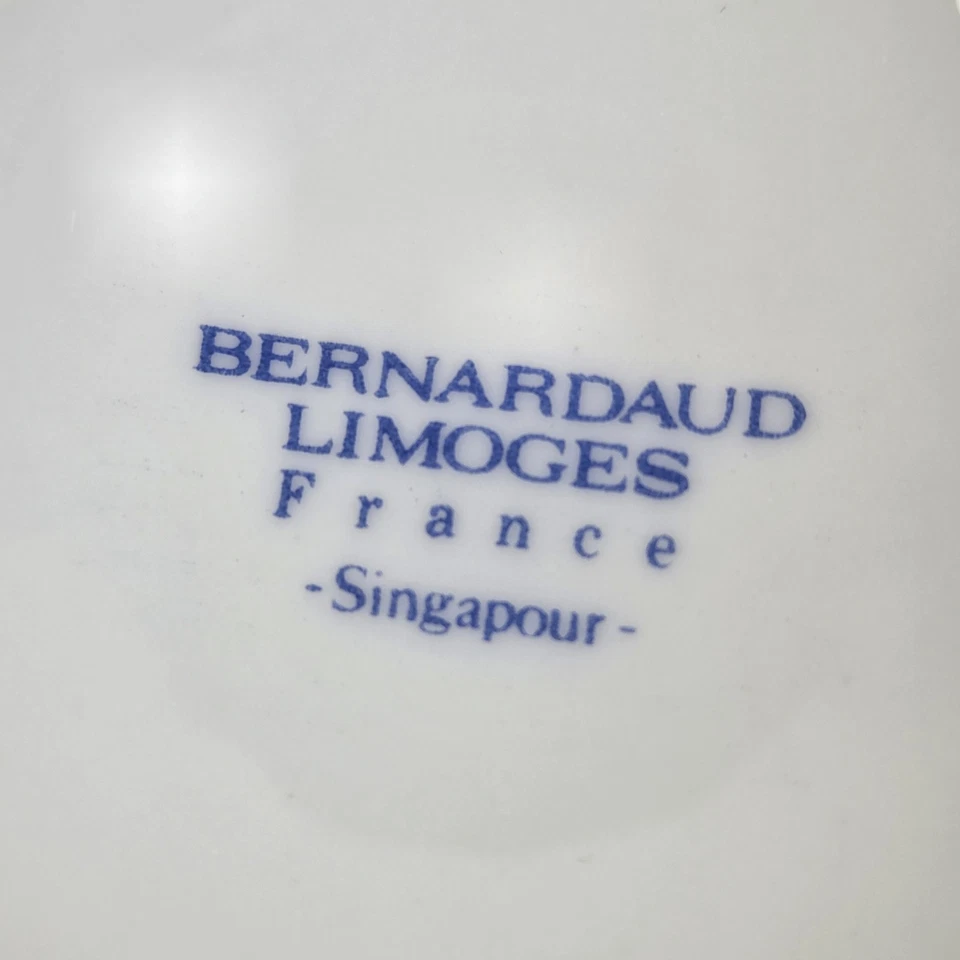 BERNARDAUD
LIMOGES
France
-Singapour-